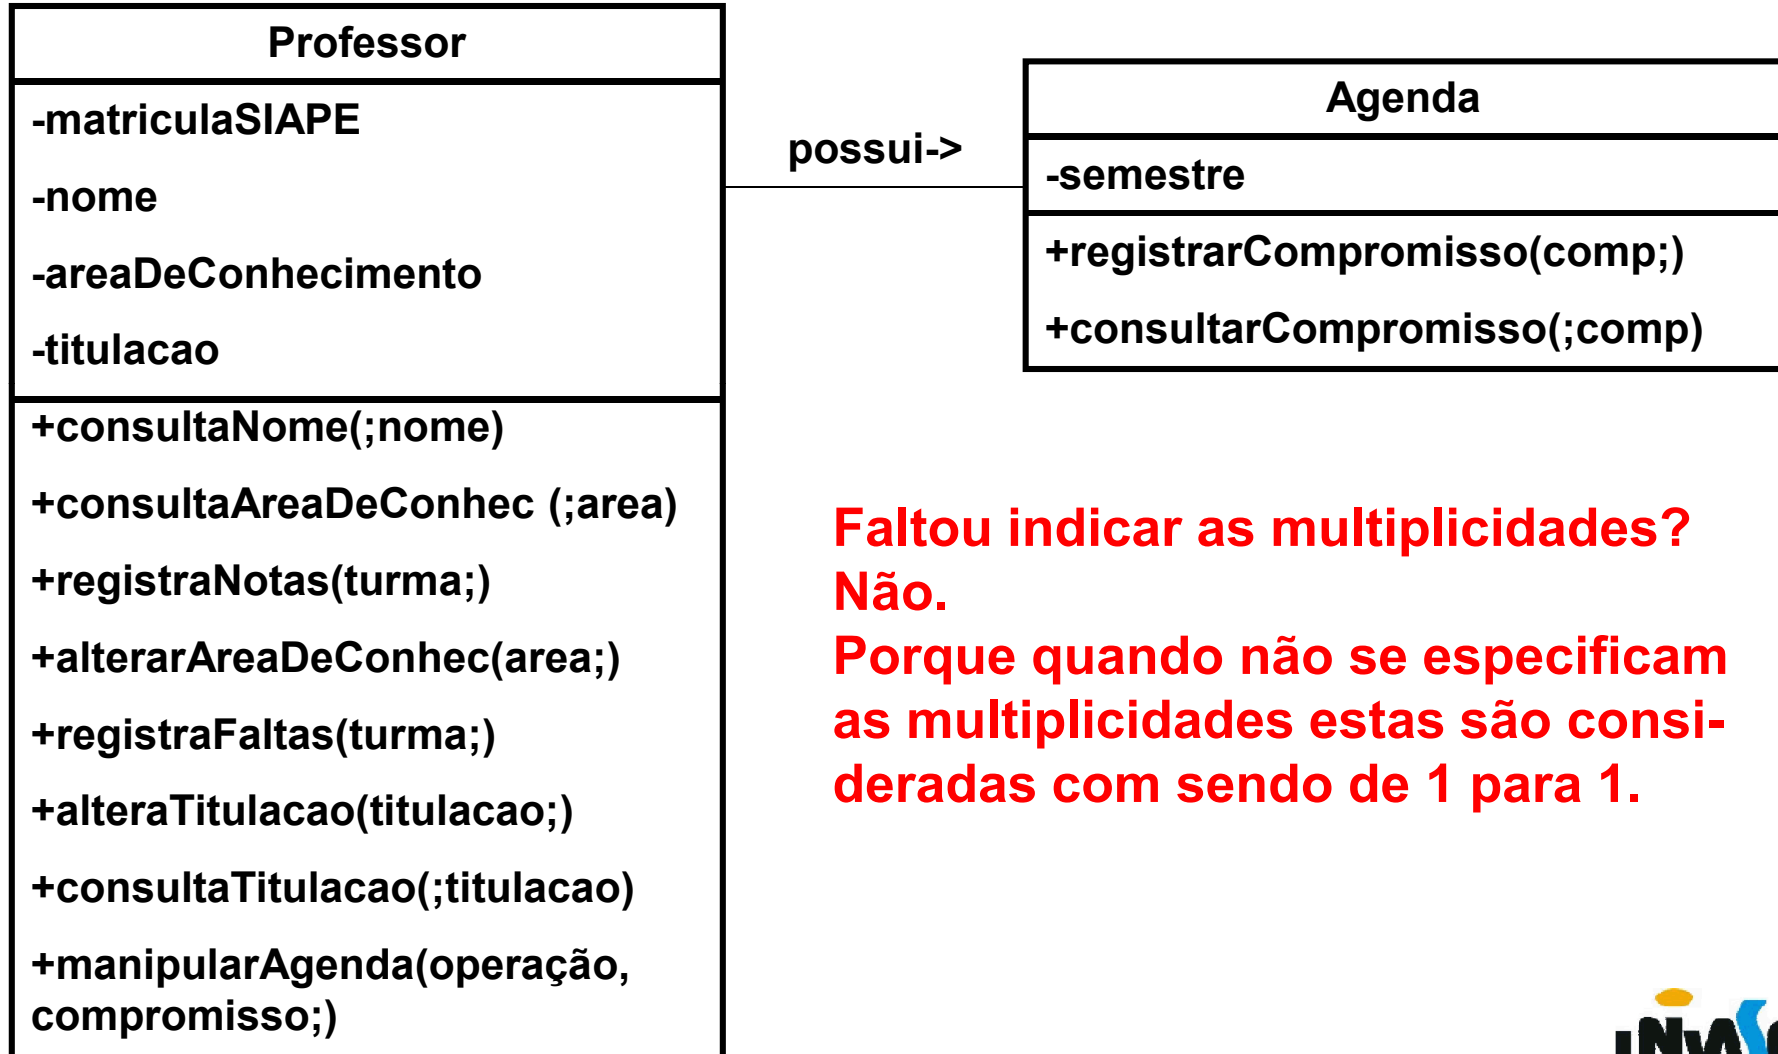 Professor
-matriculaSIAPE
-nome
-areaDeConhecimento
-titulacao
+consultaNome(;nome)
+consultaAreaDeConhec (;area)
+registraNotas(turma;)
+alterarAreaDeConhec(area;)
+registraFaltas(turma;)
+alteraTitulacao(titulacao;)
+consultaTitulacao(;titulacao)
+manipularAgenda(operação,
compromisso;)
possui->
Agenda
-semestre
+registrarCompromisso(comp;)
+consultarCompromisso(;comp)
Faltou indicar as multiplicidades?
Não.
Porque quando não se especificam
as multiplicidades estas são consi-
deradas com sendo de 1 para 1.